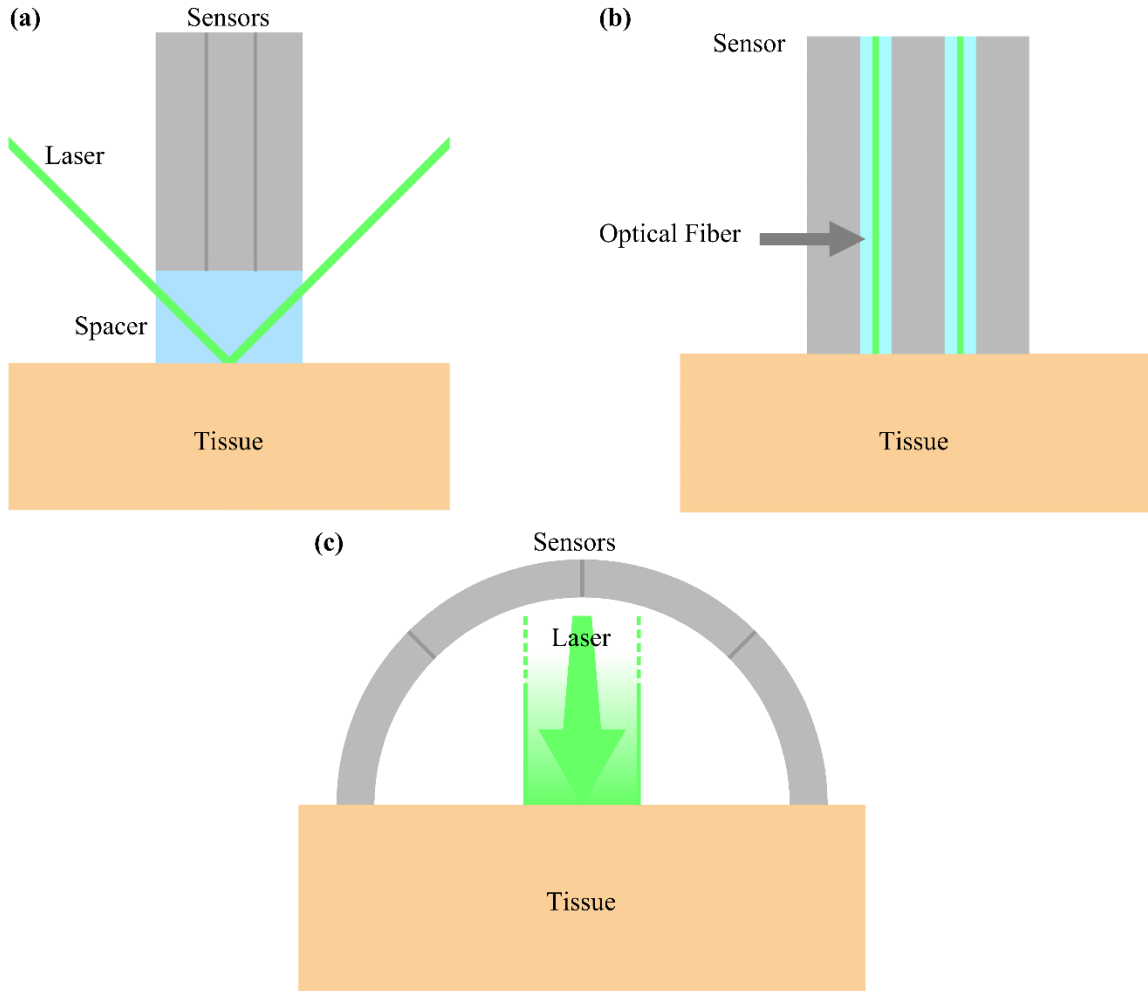 (a)
Sensors
Laser
Spacer
Tissue
(b)
Sensor
Optical Fiber
Tissue
(c)
Sensors
Laser
Tissue